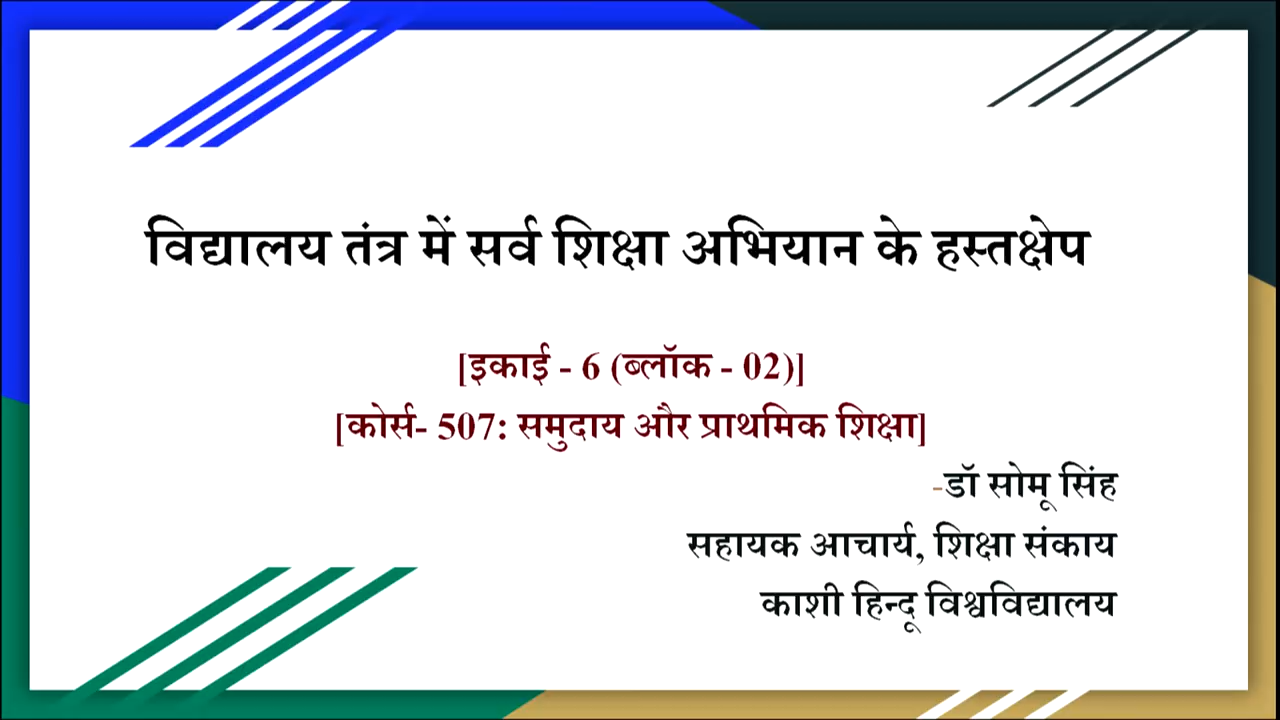 विद्यालय तंत्र में सर्व शिक्षा अभियान के हस्तक्षेप
[इकाई - 6 (ब्लॉक - 02)]
[कोर्स- 507: समुदाय और प्राथमिक शिक्षा]
-डॉ सोमू सिंह
सहायक आचार्य, शिक्षा संकाय
काशी हिन्दू विश्वविद्यालय